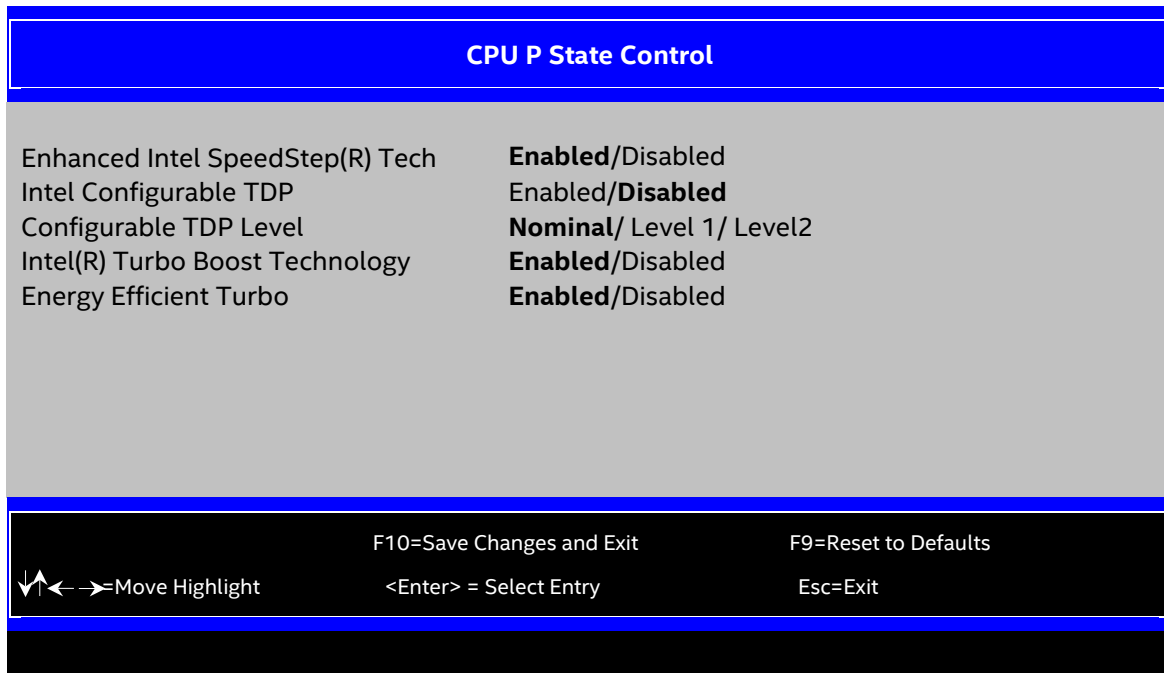 CPU P State Control
Enhanced Intel SpeedStep(R) Tech Enabled/Disabled
Intel Configurable TDP Enabled/Disabled
Configurable TDP Level Nominal/ Level 1/ Level2
Intel(R) Turbo Boost Technology Enabled/Disabled
Energy Efficient Turbo Enabled/Disabled
F10=Save Changes and Exit F9=Reset to Defaults
=Move Highlight <Enter> = Select Entry Esc=Exit